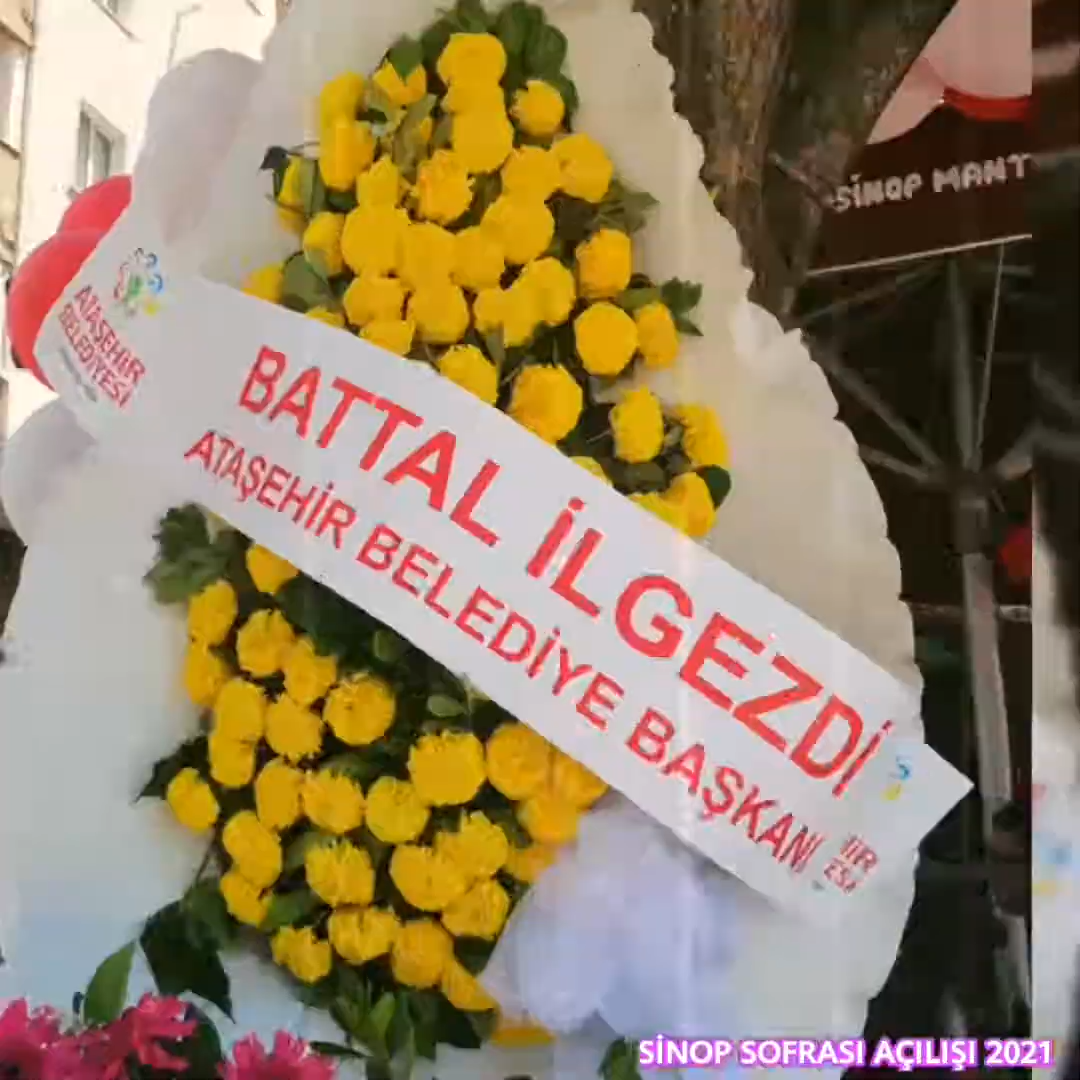 SİNOP MANT
ATAŞEHİR
BELEDİYESİ
BATTAL İLGEZDİ
ATAŞEHİR BELEDİYE BAŞKANI
SİNOP SOFRASI AÇILIŞI 2021